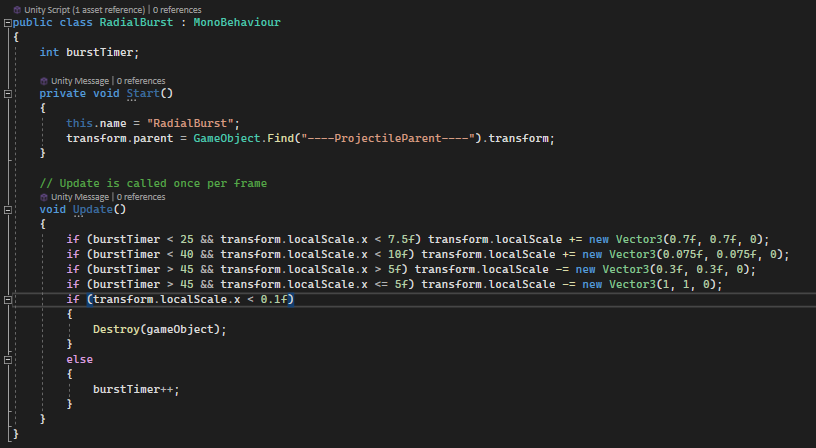 Unity Script (1 asset reference) | 0 references
public class RadialBurst : MonoBehaviour
{
int burstTimer;
Unity Message | 0 references
private void Start()
{
this.name = "RadialBurst";
transform.parent = GameObject.Find("----ProjectileParent----").transform;
}
// Update is called once per frame
Unity Message | 0 references
void Update()
{
if (burstTimer < 25 && transform.localScale.x < 7.5f) transform.localScale += new Vector3(0.7f, 0.7f, 0);
if (burstTimer < 40 && transform.localScale.x < 10f) transform.localScale += new Vector3(0.075f, 0.075f, 0);
if (burstTimer > 45 && transform.localScale.x > 5f) transform.localScale -= new Vector3(0.3f, 0.3f, 0);
if (burstTimer > 45 && transform.localScale.x <= 5f) transform.localScale -= new Vector3(1, 1, 0);
if (transform.localScale.x < 0.1f)
{
Destroy(gameObject);
}
else
{
burstTimer++;
}
}
}